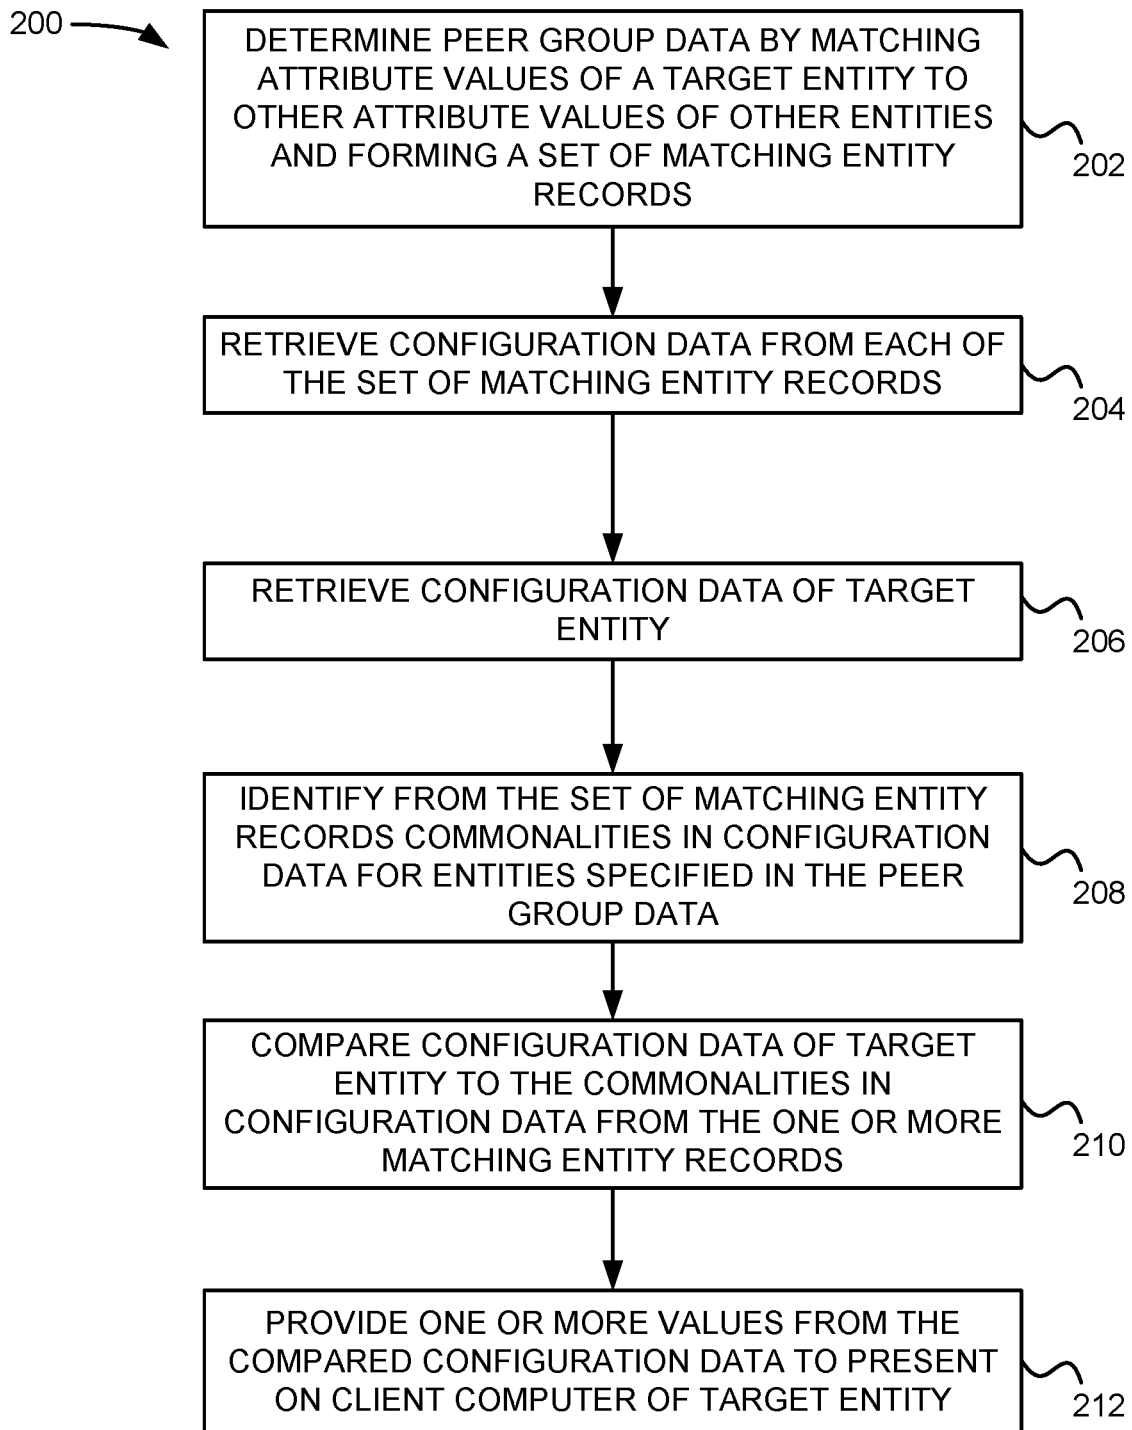 200
DETERMINE PEER GROUP DATA BY MATCHING
ATTRIBUTE VALUES OF A TARGET ENTITY TO
OTHER ATTRIBUTE VALUES OF OTHER ENTITIES
AND FORMING A SET OF MATCHING ENTITY
RECORDS
202
RETRIEVE CONFIGURATION DATA FROM EACH OF
THE SET OF MATCHING ENTITY RECORDS
204
RETRIEVE CONFIGURATION DATA OF TARGET
ENTITY
206
IDENTIFY FROM THE SET OF MATCHING ENTITY
RECORDS COMMONALITIES IN CONFIGURATION
DATA FOR ENTITIES SPECIFIED IN THE PEER
GROUP DATA
208
COMPARE CONFIGURATION DATA OF TARGET
ENTITY TO THE COMMONALITIES IN
CONFIGURATION DATA FROM THE ONE OR MORE
MATCHING ENTITY RECORDS
210
PROVIDE ONE OR MORE VALUES FROM THE
COMPARED CONFIGURATION DATA TO PRESENT
ON CLIENT COMPUTER OF TARGET ENTITY
212